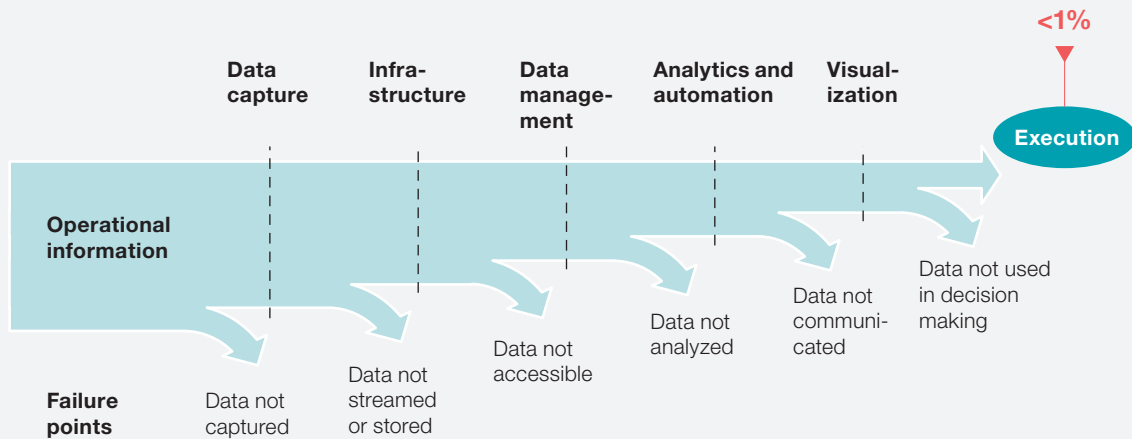 <1%
Data
capture
Infra-
structure
Data
manage-
ment
Analytics and
automation
Visual-
ization
Execution
Operational
information
Failure
points
Data not
captured
Data not
streamed
or stored
Data not
accessible
Data not
analyzed
Data not
communi-
cated
Data not used
in decision
making